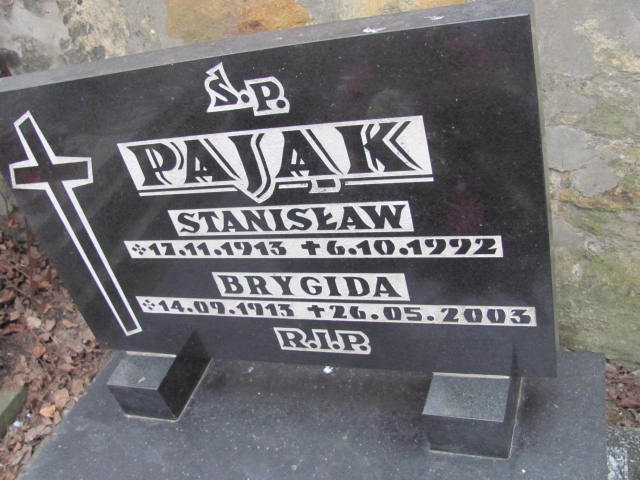 Ś.P.
PAJĄK
STANISŁAW
* 17.11.1913 ✝ 6.10.1992
BRYGIDA
* 14.09.1913 ✝ 26.05.2003
R.I.P.